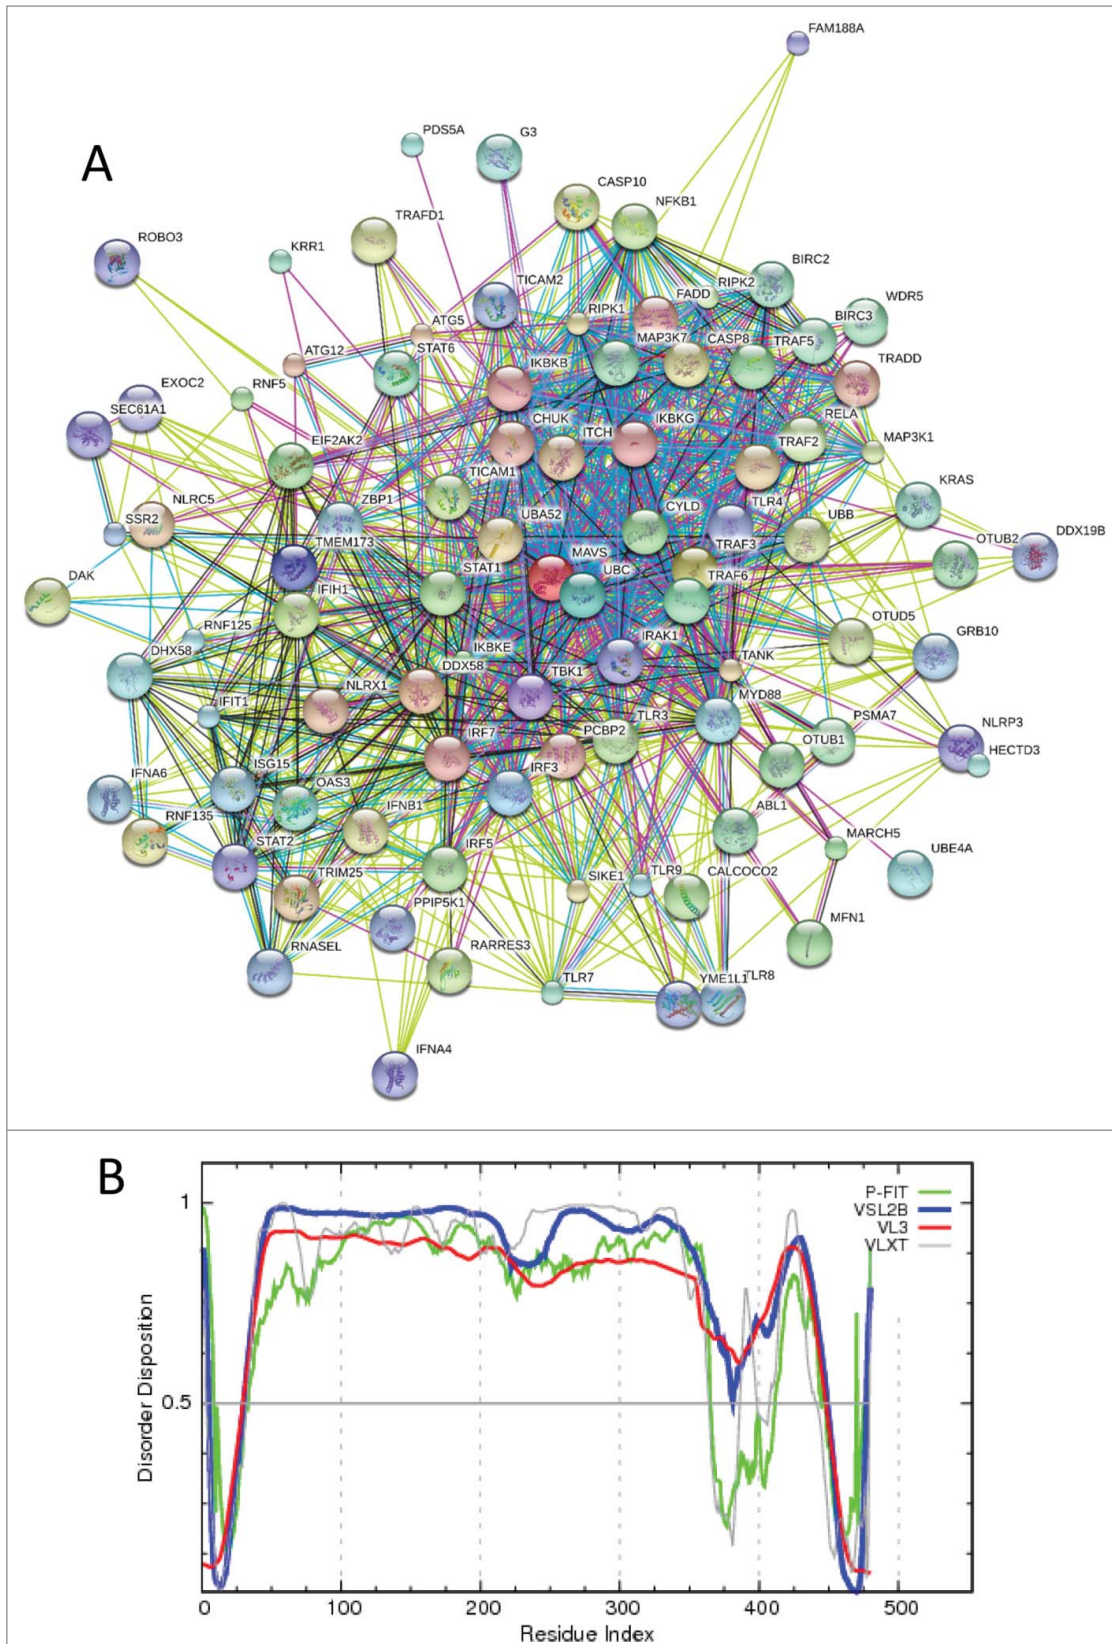 A
FAM188A
PDS5A
G3
CASP10
NFKB1
TRAFD1
ROBO3
KRR1
TICAM2
RIPK2
BIRC2
FADD
RIPK1
WDR5
BIRC3
ATG5
ATG12
STAT6
MAP3K7
CASP8
TRAF5
TRADD
IKBKB
EXOC2
RNF5
SEC61A1
RELA
CHUK
ITCH
IKBKG
TRAF2
MAP3K1
EIF2AK2
TICAM1
KRAS
NLRC5
ZBP1
TLR4
SSR2
UBA52
CYLD
UBB
OTUB2
DDX19B
TMEM173
TRAF3
MAVS
STAT1
UBC
TRAF6
DAK
IFIH1
OTUD5
RNF125
GRB10
DHX58
IKBKE
IRAK1
DDX58
TANK
TBK1
NLRX1
MYD88
IFIT1
TLR3
PSMA7
NLRP3
IRF7
PCBP2
OTUB1
HECTD3
ISG15
IRF3
IFNA6
OAS3
IFNB1
ABL1
RNF135
MARCH5
STAT2
IRF5
UBE4A
TRIM25
SIKE1
TLR9
CALCOCO2
PPIP5K1
MFN1
RNASEL
RARRES3
TLR7
YME1L1
TLR8
IFNA4
B
P-FIT
VSL2B
VL3
VLXT
1
0.5
Disorder Disposition
0 100 200 300 400 500
Residue Index